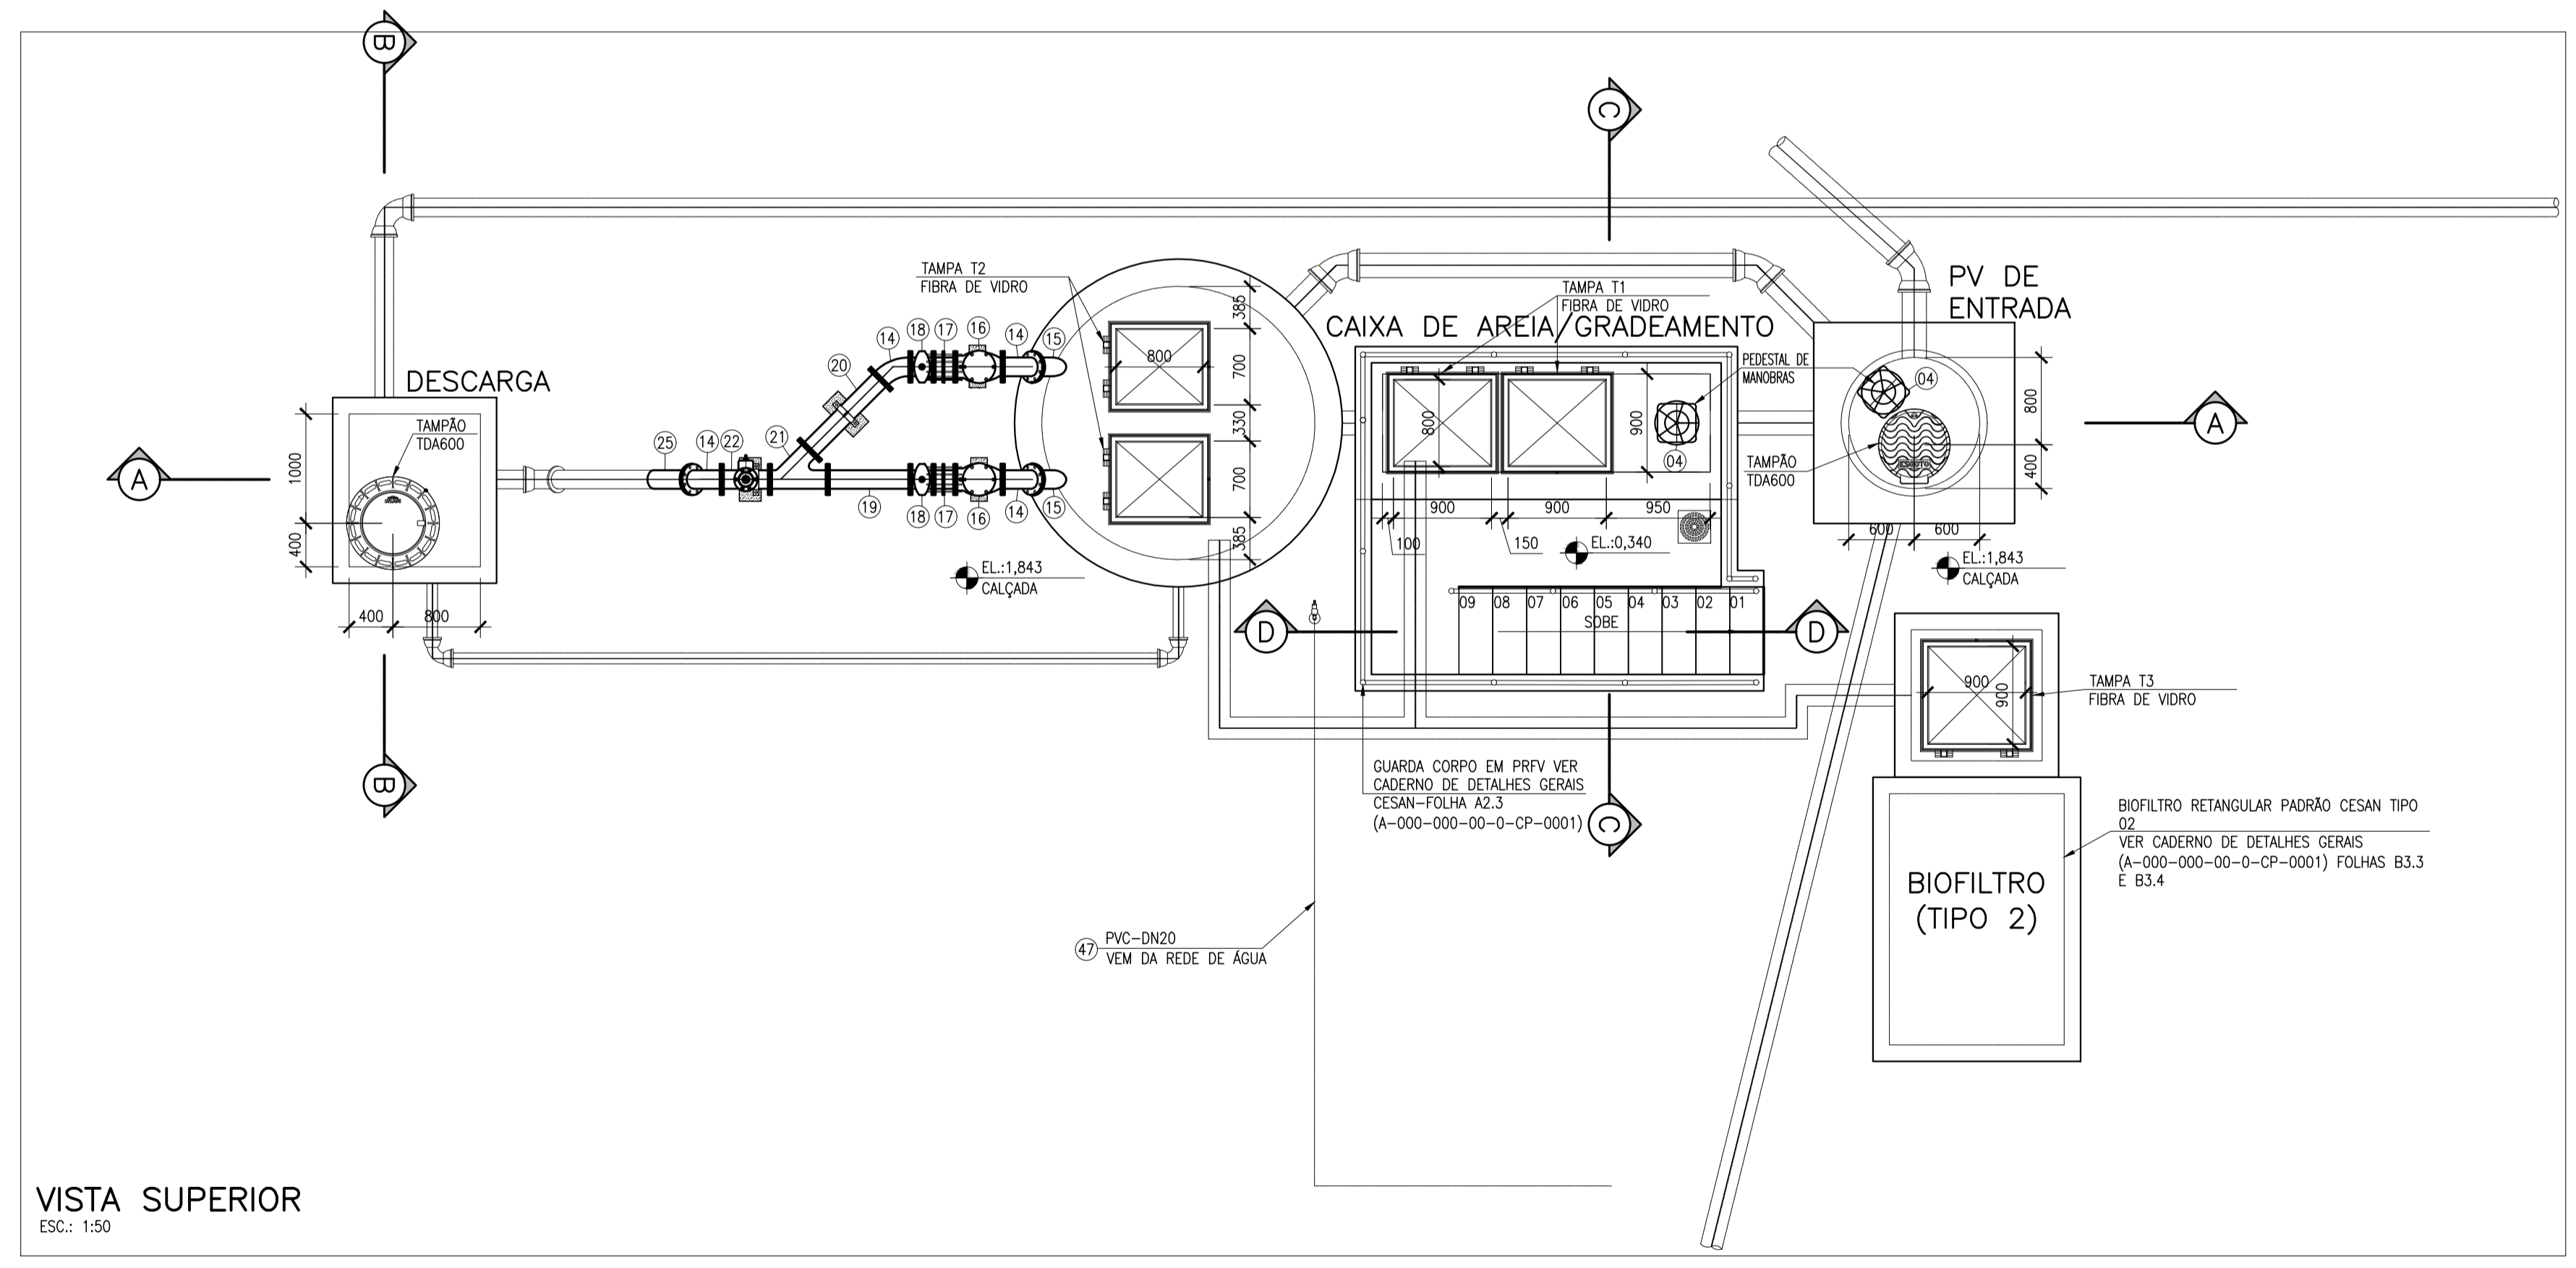 B
C
TAMPA T2
FIBRA DE VIDRO
TAMPA T1
FIBRA DE VIDRO
CAIXA DE AREIA/GRADEAMENTO
PV DE
ENTRADA
PEDESTAL DE
MANOBRAS
04
04
TAMPÃO
TDA600
ESGOTO
800
400
600
600
A
DESCARGA
TAMPÃO
TDA600
1000
400
400
800
A
25
14
22
21
20
14
18
17
16
14
15
19
18
17
16
14
15
385
700
330
700
385
800
800
900
900
900
950
100
150
EL.:0,340
EL.:1,843
CALÇADA
EL.:1,843
CALÇADA
09
08
07
06
05
04
03
02
01
SOBE
D
D
900
900
TAMPA T3
FIBRA DE VIDRO
B
C
GUARDA CORPO EM PRFV VER
CADERNO DE DETALHES GERAIS
CESAN-FOLHA A2.3
(A-000-000-00-0-CP-0001)
BIOFILTRO RETANGULAR PADRÃO CESAN TIPO
02
VER CADERNO DE DETALHES GERAIS
(A-000-000-00-0-CP-0001) FOLHAS B3.3
E B3.4
BIOFILTRO
(TIPO 2)
47
PVC-DN20
VEM DA REDE DE ÁGUA
VISTA SUPERIOR
ESC.: 1:50